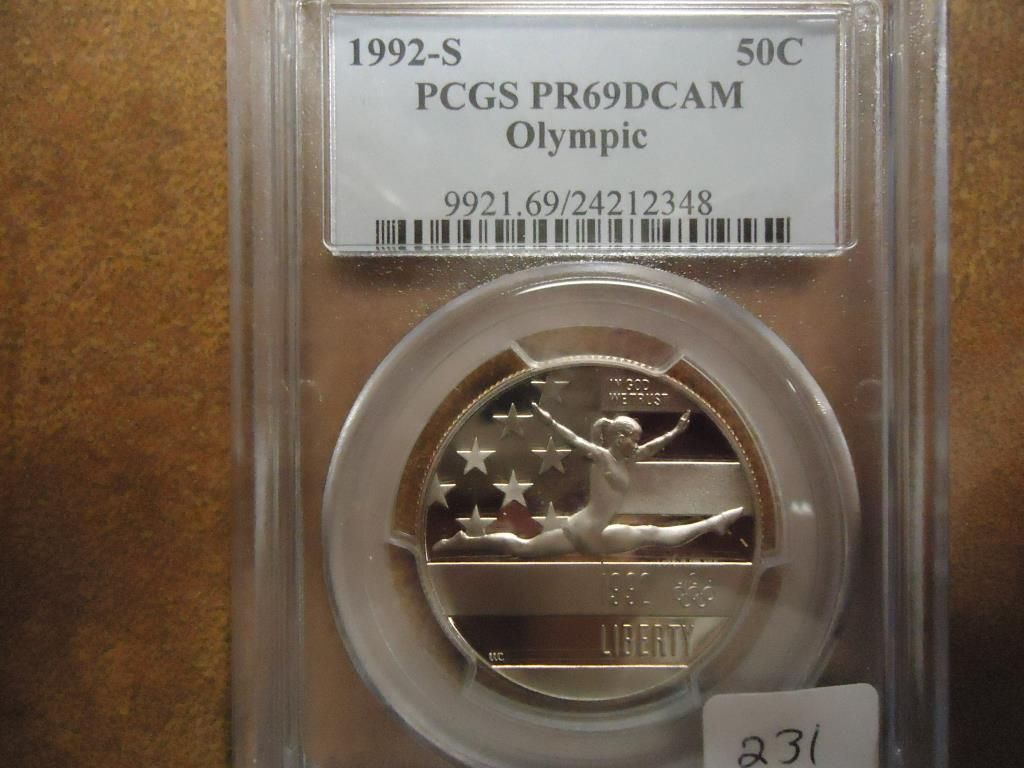 1992-S 50C
PCGS PR69DCAM
Olympic
9921.69/24212348
IN GOD
WE TRUST
1992
LIBERTY
231